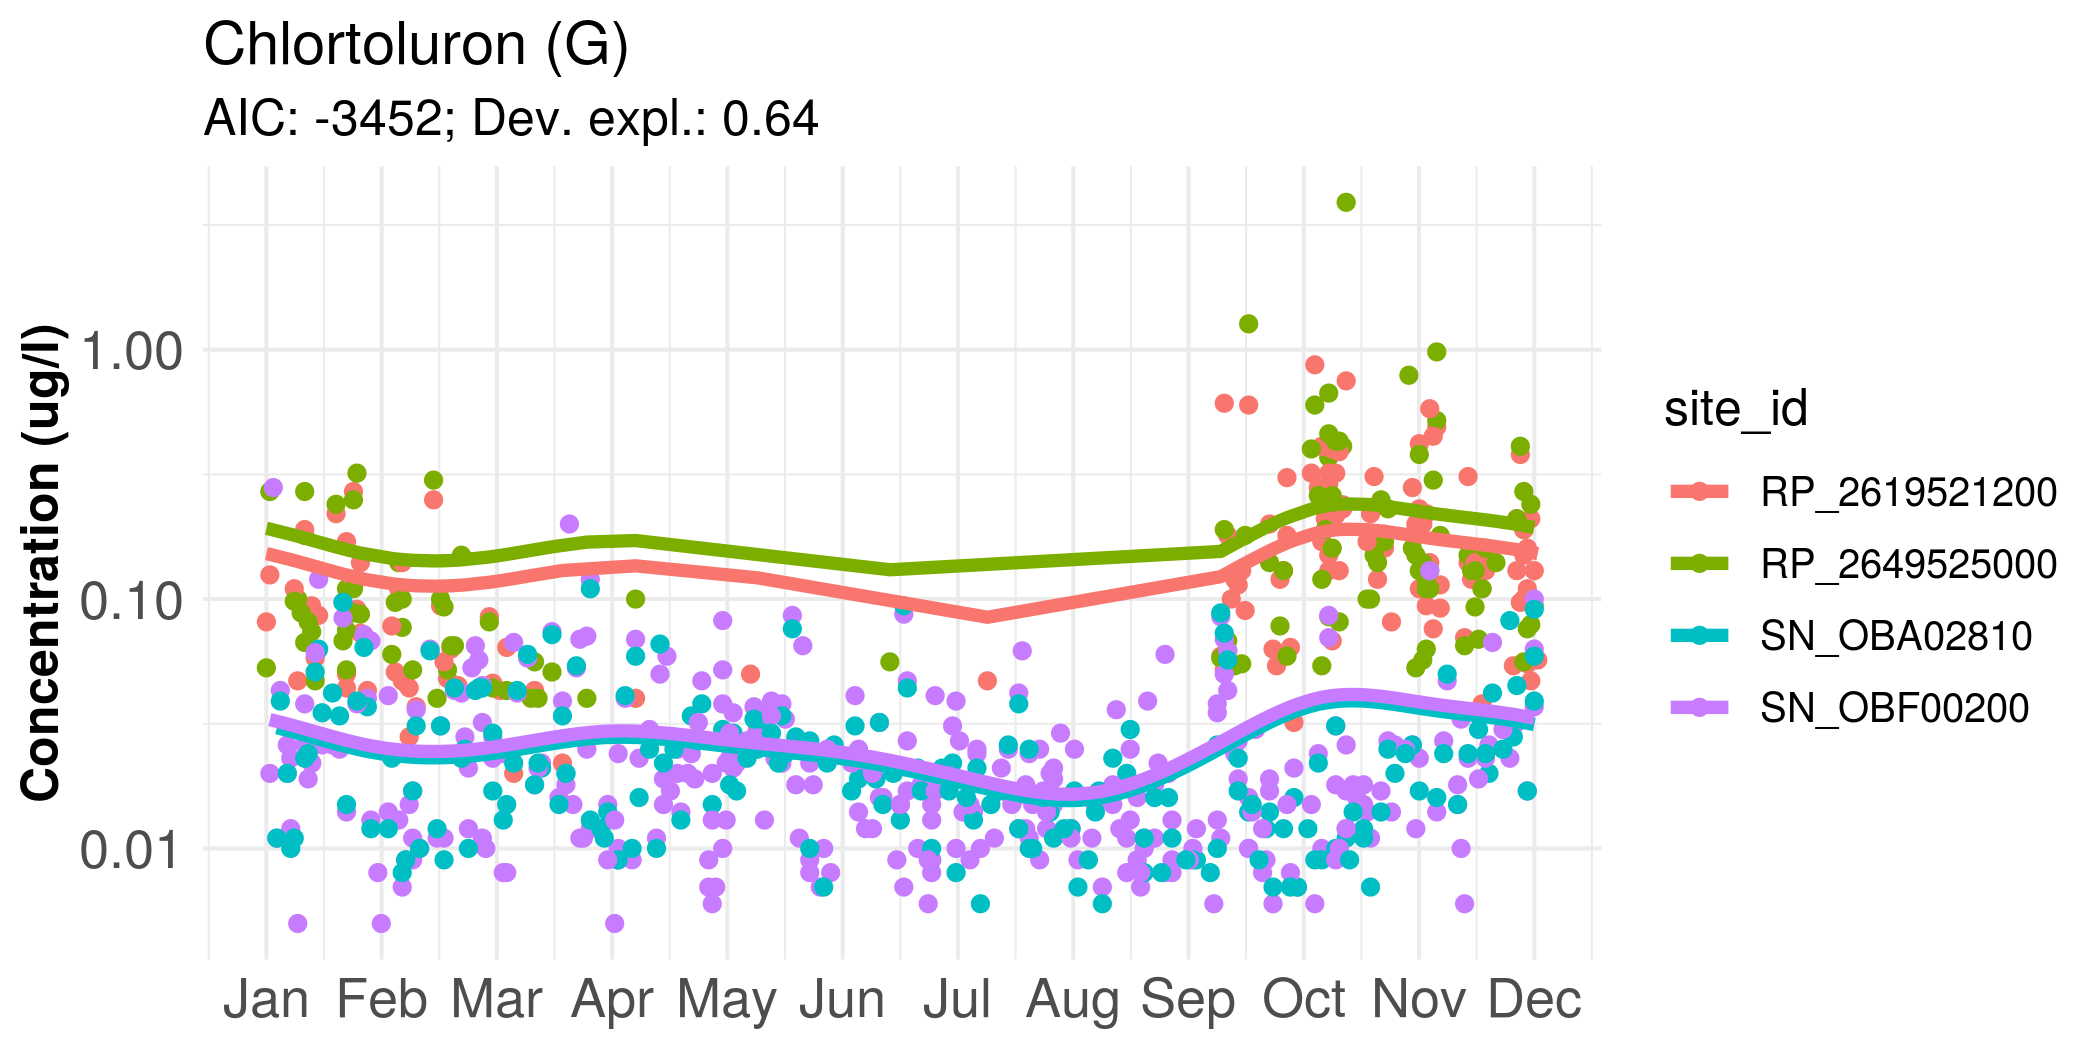 Chlortoluron (G)
AIC: -3452; Dev. expl.: 0.64
Concentration (ug/l)
1.00
0.10
0.01
Jan Feb Mar Apr May Jun Jul Aug Sep Oct Nov Dec
site_id
RP_2619521200
RP_2649525000
SN_OBA02810
SN_OBF00200